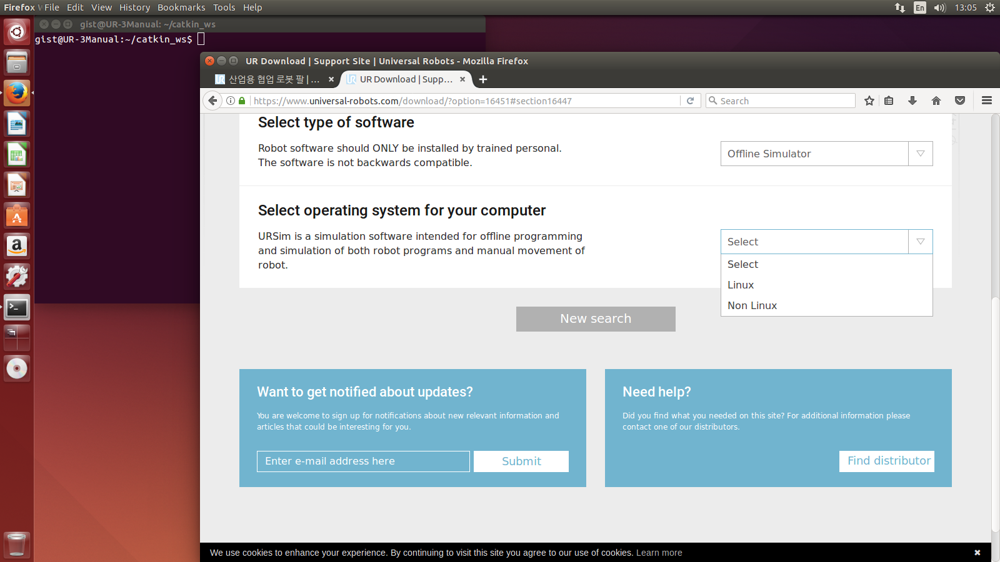 Firefox File Edit View History Bookmarks Tools Help
En 13:05
gist@UR-3Manual: ~/catkin_ws
gist@UR-3Manual:~/catkin_ws$
UR Download | Support Site | Universal Robots - Mozilla Firefox
산업용 협업 로봇 팔 | ...
UR Download | Supp...
https://www.universal-robots.com/download/?option=16451#section16447
Search
Select type of software
Robot software should ONLY be installed by trained personal.
The software is not backwards compatible.
Offline Simulator
Select operating system for your computer
URSim is a simulation software intended for offline programming
and simulation of both robot programs and manual movement of
robot.
Select
Select
Linux
Non Linux
New search
Want to get notified about updates?
You are welcome to sign up for notifications about new relevant information and
articles that could be interesting for you.
Enter e-mail address here
Submit
Need help?
Did you find what you needed on this site? For additional information please
contact one of our distributors.
Find distributor
We use cookies to enhance your experience. By continuing to visit this site you agree to our use of cookies. Learn more